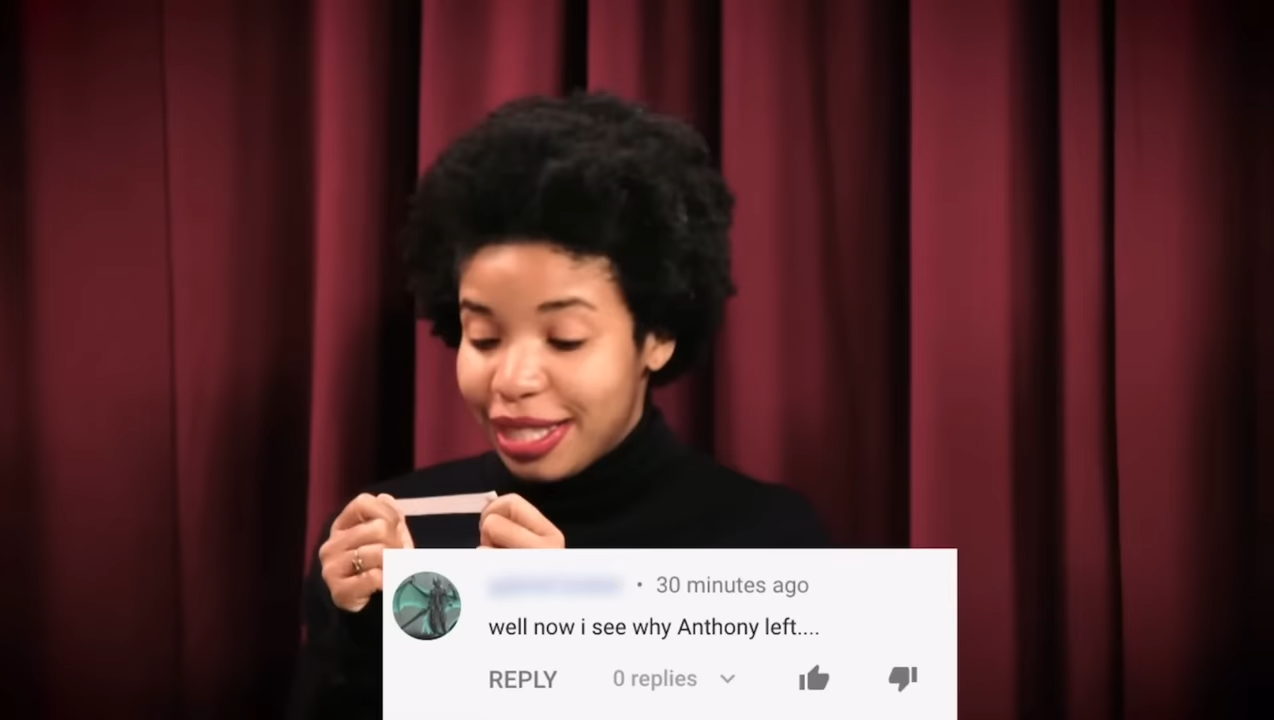 • 30 minutes ago
well now i see why Anthony left....
REPLY 0 replies